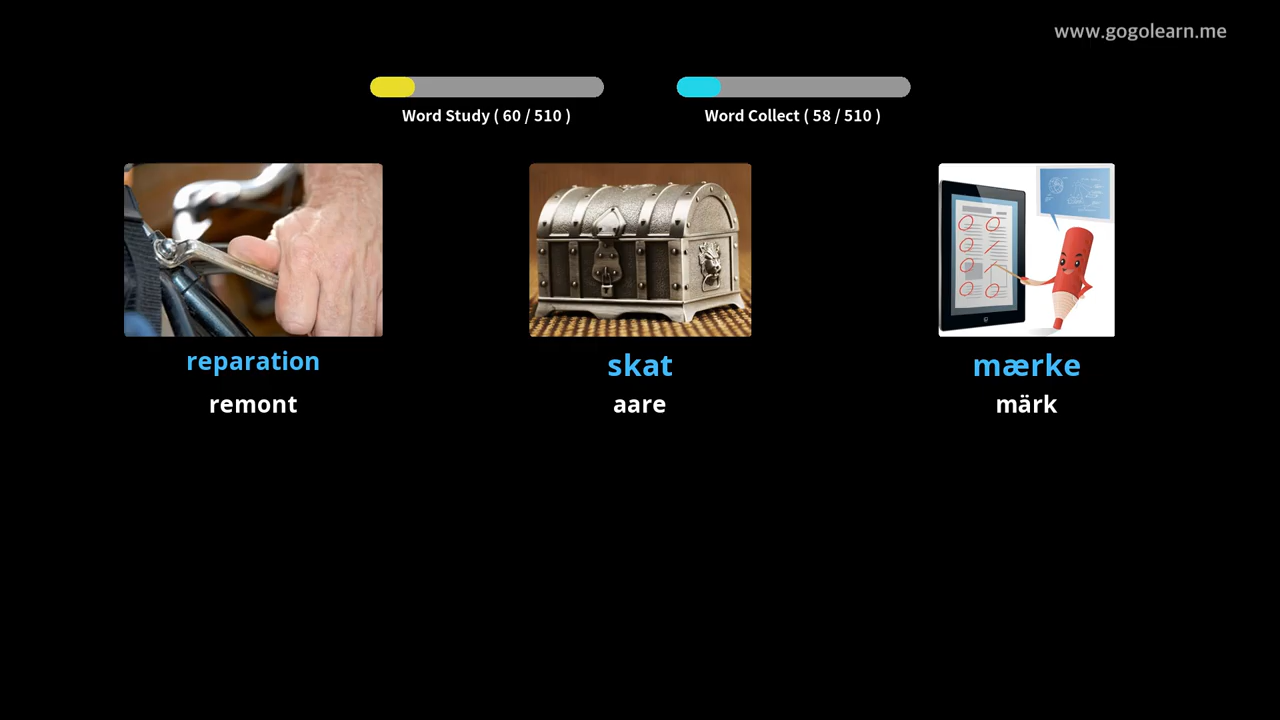 www.gogolearn.me
Word Study ( 60 / 510 )
Word Collect ( 58 / 510 )
reparation
remont
skat
aare
mærke
märk